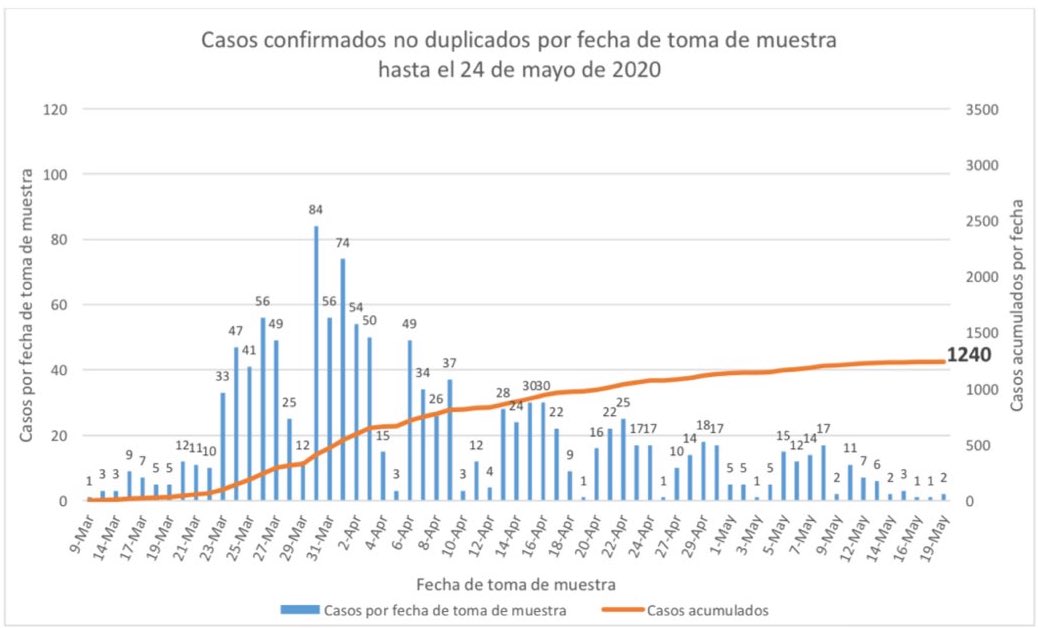 Casos confirmados no duplicados por fecha de toma de muestra
hasta el 24 de mayo de 2020
Casos por fecha de toma de muestra
120
100
80
60
40
20
0
1 3 3 9 7 5 5 12 11 10 33 47 41 56 49 25 12 84 56 74 54 50 15 3 49 34 26 37 3 12 4 28 24 30 30 22 9 1 16 22 25 17 17 1 10 14 18 17 5 5 1 5 15 12 14 17 2 11 7 6 2 3 1 1 2
1240
3500
3000
2500
2000
1500
1000
500
0
Casos acumulados por fecha
9-Mar 14-Mar 17-Mar 19-Mar 21-Mar 23-Mar 25-Mar 27-Mar 29-Mar 31-Mar 2-Apr 4-Apr 6-Apr 8-Apr 10-Apr 12-Apr 14-Apr 16-Apr 18-Apr 20-Apr 22-Apr 24-Apr 27-Apr 29-Apr 1-May 3-May 5-May 7-May 9-May 12-May 14-May 16-May 19-May
Fecha de toma de muestra
Casos por fecha de toma de muestra
Casos acumulados